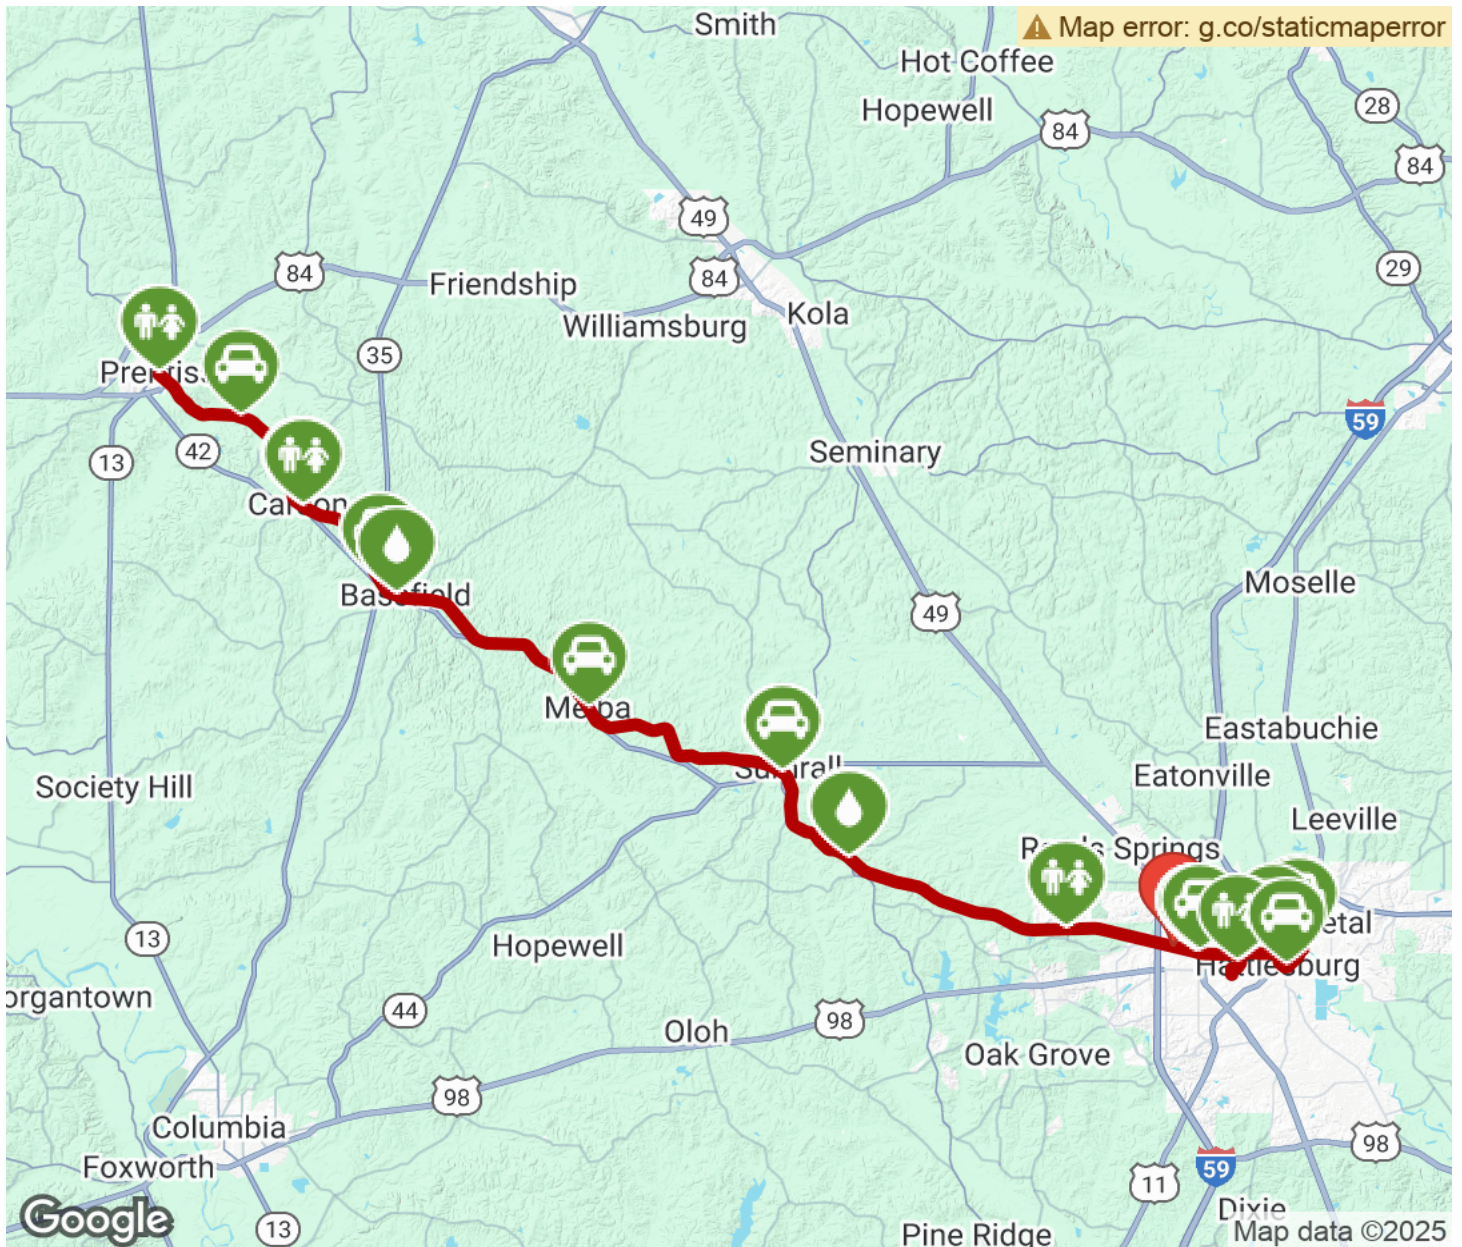 Smith
Map error: g.co/staticmaperror
Hot Coffee
Hopewell
28
84
84
49
29
84
Friendship
84
Williamsburg
Kola
35
59
13
42
Seminary
Moselle
49
Eastabuchie
Eatonville
Society Hill
Leeville
Springs
13
Hopewell
44
98
Oloh
Oak Grove
98
Columbia
98
Foxworth
59
11
Dixie
Google
13
Pine Ridge
Map data ©2025